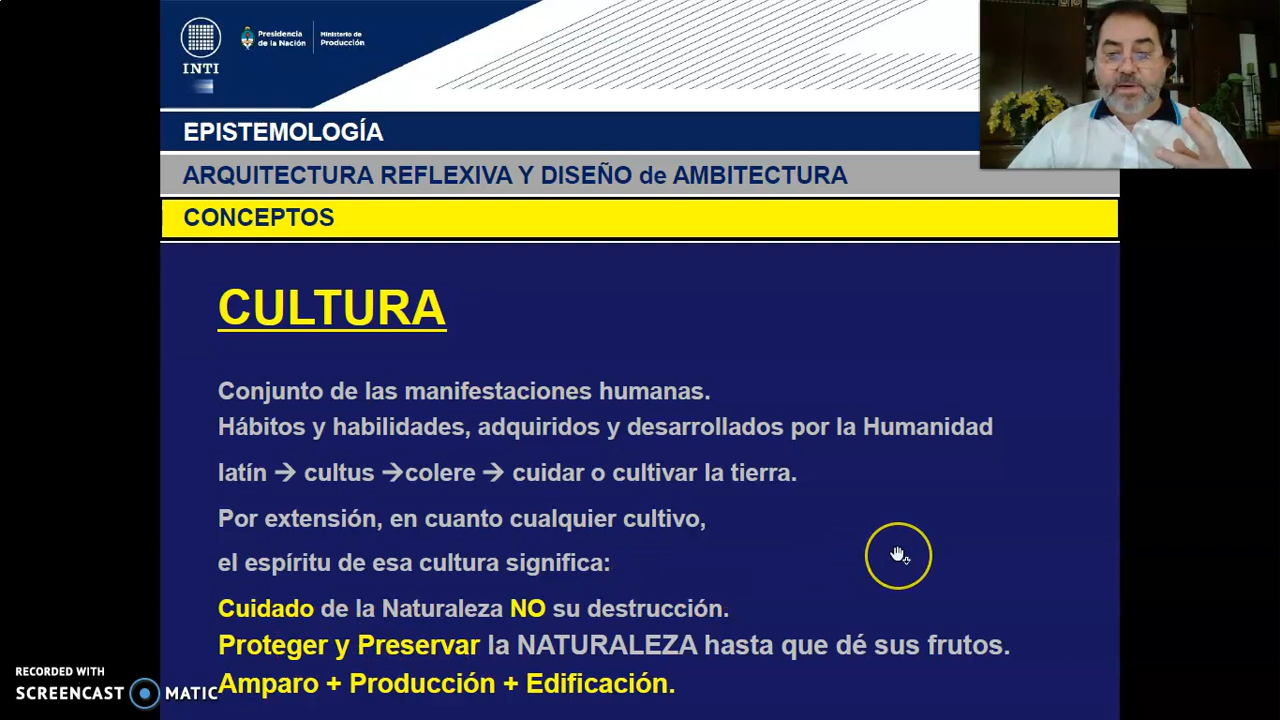 INTI
Presidencia
de la Nación
Ministerio de
Producción
EPISTEMOLOGÍA
ARQUITECTURA REFLEXIVA Y DISEÑO de AMBITECTURA
CONCEPTOS
CULTURA
Conjunto de las manifestaciones humanas.
Hábitos y habilidades, adquiridos y desarrollados por la Humanidad
latín → cultus →colere → cuidar o cultivar la tierra.
Por extensión, en cuanto cualquier cultivo,
el espíritu de esa cultura significa:
Cuidado de la Naturaleza NO su destrucción.
Proteger y Preservar la NATURALEZA hasta que dé sus frutos.
Amparo + Producción + Edificación.
RECORDED WITH
SCREENCAST MATIC